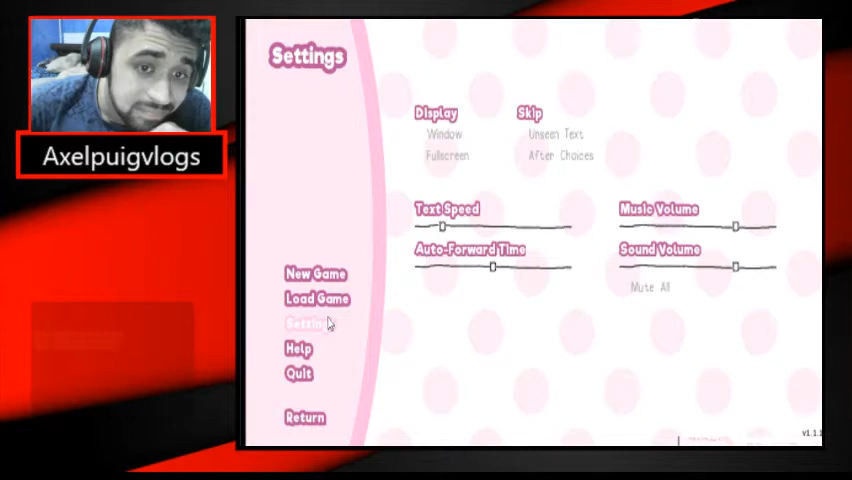 Settings
Axelpuigvlogs
Display
Window
Fullscreen
Skip
Unseen Text
After Choices
Text Speed
Auto-Forward Time
Music Volume
Sound Volume
Mute All
New Game
Load Game
Settings
Help
Quit
Return